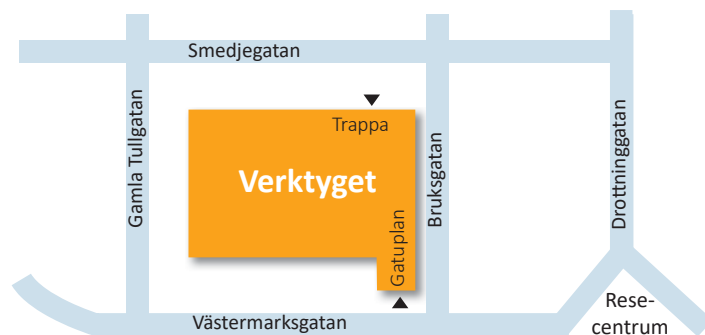 Smedjegatan
Gamla Tullgatan
Trappa
Verktyget
Gatuplan
Bruksgatan
Drottninggatan
Västermarksgatan
Rese-
centrum